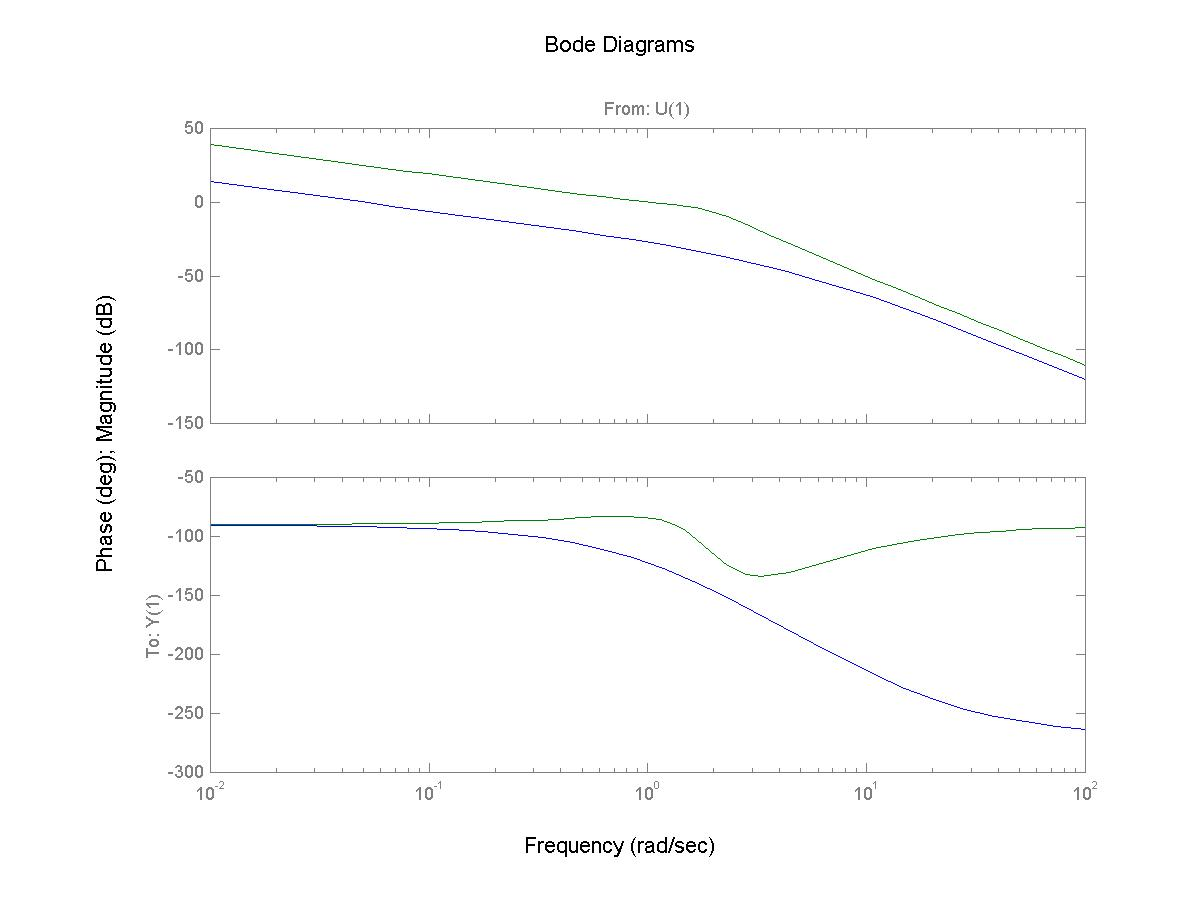 Bode Diagrams
From: U(1)
50
0
-50
-100
-150
Phase (deg); Magnitude (dB)
To: Y(1)
-50
-100
-150
-200
-250
-300
10^-2 10^-1 10^0 10^1 10^2
Frequency (rad/sec)